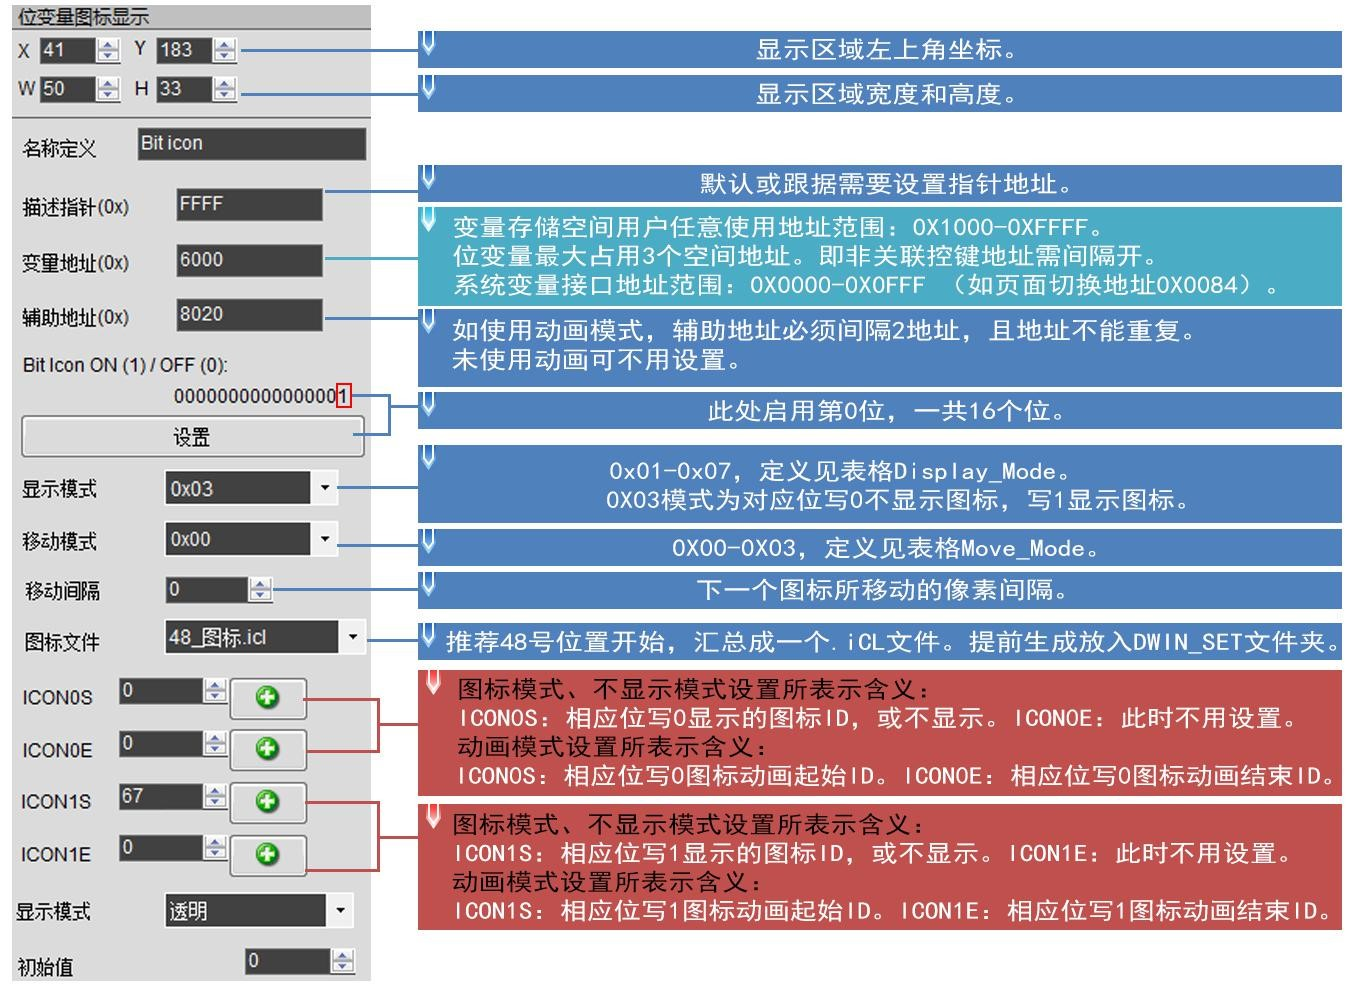 位变量图标显示
X 41 Y 183
显示区域左上角坐标。
W 50 H 33
显示区域宽度和高度。
名称定义 Bit icon
描述指针(0x) FFFF
默认或跟据需要设置指针地址。
变量地址(0x) 6000
变量存储空间用户任意使用地址范围：0X1000-0XFFFF。
位变量最大占用3个空间地址。即非关联控键地址需间隔开。
系统变量接口地址范围：0X0000-0X0FFF （如页面切换地址0X0084）。
辅助地址(0x) 8020
如使用动画模式，辅助地址必须间隔2地址，且地址不能重复。
未使用动画可不用设置。
Bit Icon ON (1) / OFF (0):
0000000000000001
设置
此处启用第0位，一共16个位。
显示模式 0x03
0x01-0x07，定义见表格Display_Mode。
0X03模式为对应位写0不显示图标，写1显示图标。
移动模式 0x00
0X00-0X03，定义见表格Move_Mode。
移动间隔 0
下一个图标所移动的像素间隔。
图标文件 48_图标.icl
推荐48号位置开始，汇总成一个.iCL文件。提前生成放入DWIN_SET文件夹。
ICON0S 0
ICON0E 0
图标模式、不显示模式设置所表示含义：
ICON0S：相应位写0显示的图标ID，或不显示。ICON0E：此时不用设置。
动画模式设置所表示含义：
ICON0S：相应位写0图标动画起始ID。ICON0E：相应位写0图标动画结束ID。
ICON1S 67
ICON1E 0
图标模式、不显示模式设置所表示含义：
ICON1S：相应位写1显示的图标ID，或不显示。ICON1E：此时不用设置。
动画模式设置所表示含义：
ICON1S：相应位写1图标动画起始ID。ICON1E：相应位写1图标动画结束ID。
显示模式 透明
初始值 0